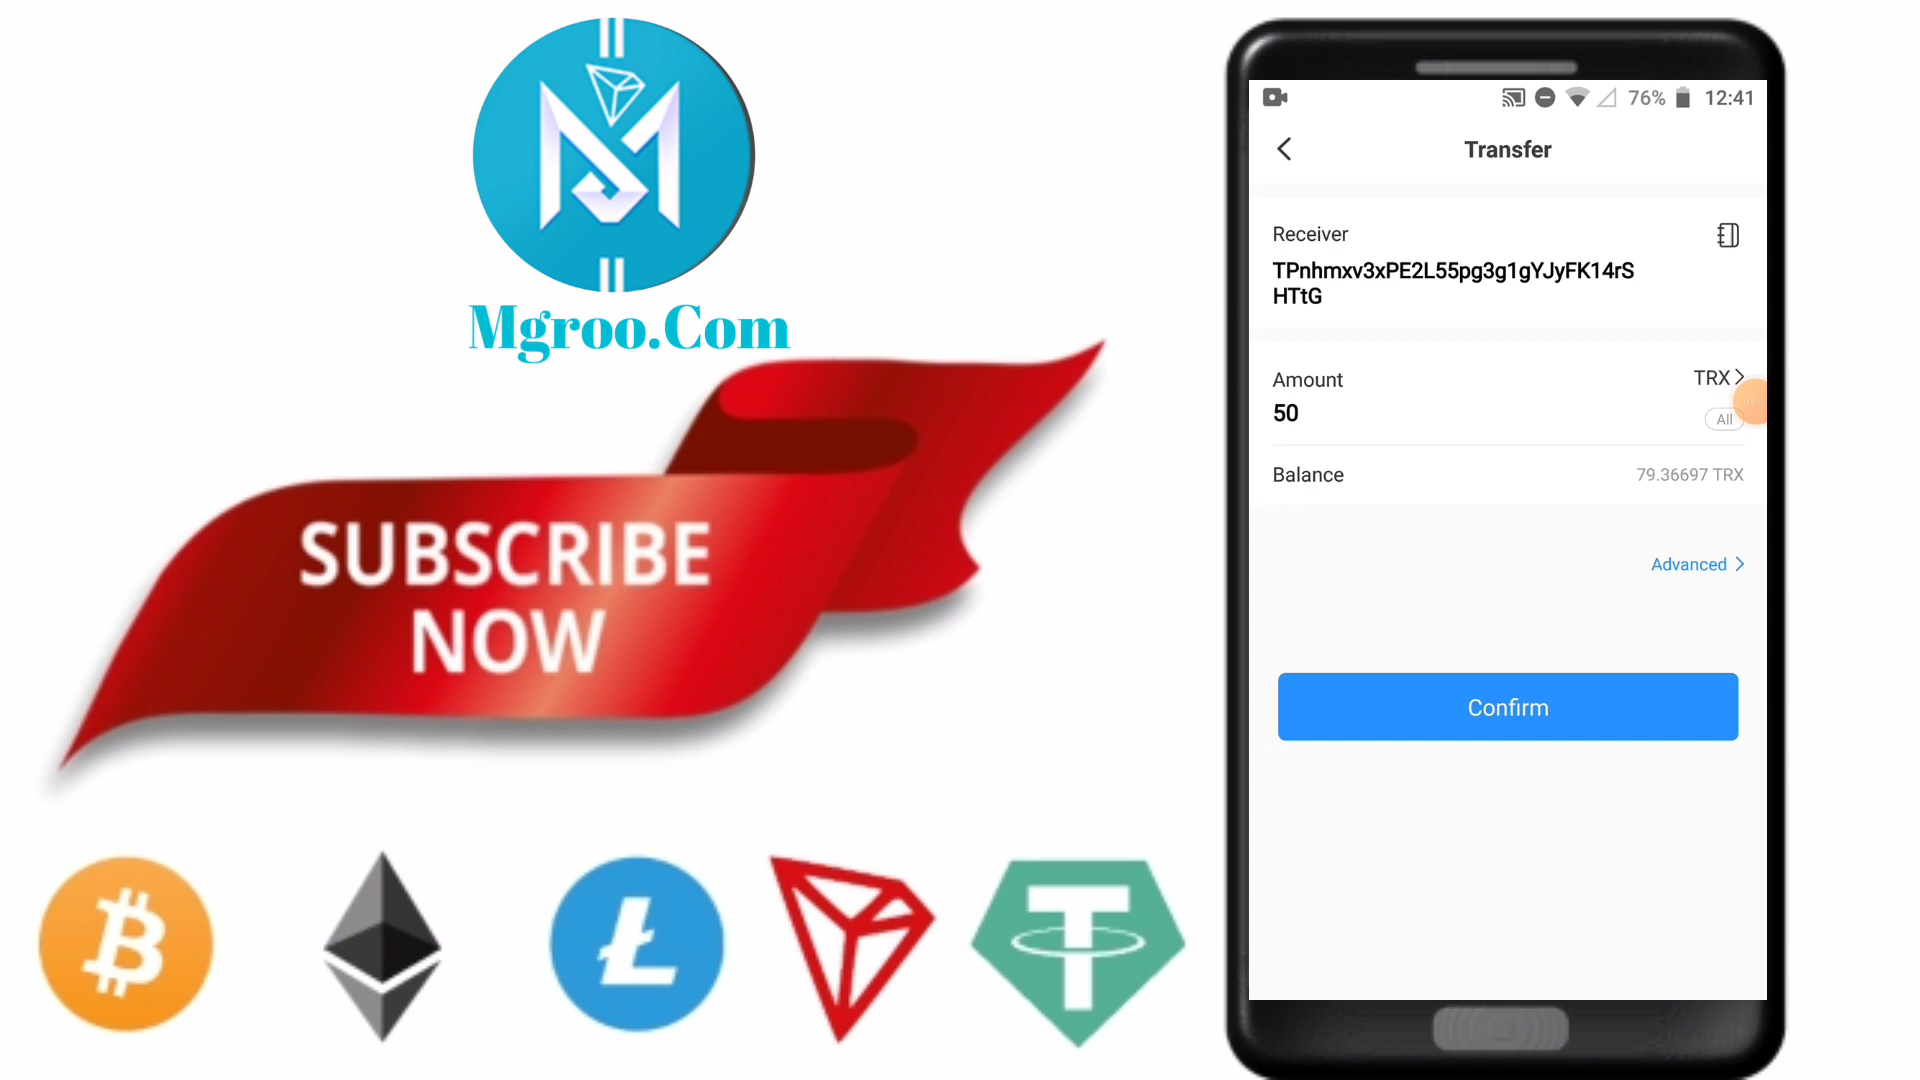 Mgroo.Com
SUBSCRIBE
NOW
76% 12:41
Transfer
Receiver
TPnhmxv3xPE2L55pg3g1gYJyFK14rS
HTtG
Amount
TRX
50
All
Balance
79.36697 TRX
Advanced
Confirm